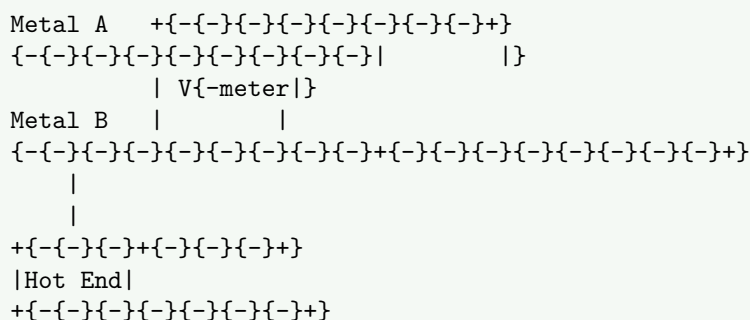 Metal A   +{-{-}{-}{-}{-}{-}{-}{-}+}
{-{-}{-}{-}{-}{-}{-}{-}{-}|        |}
          | V{-meter|}
Metal B   |        |
{-{-}{-}{-}{-}{-}{-}{-}{-}+{-}{-}{-}{-}{-}{-}{-}{-}+}
    |
    |
+{-{-}{-}+{-}{-}{-}+}
|Hot End|
+{-{-}{-}{-}{-}{-}{-}+}